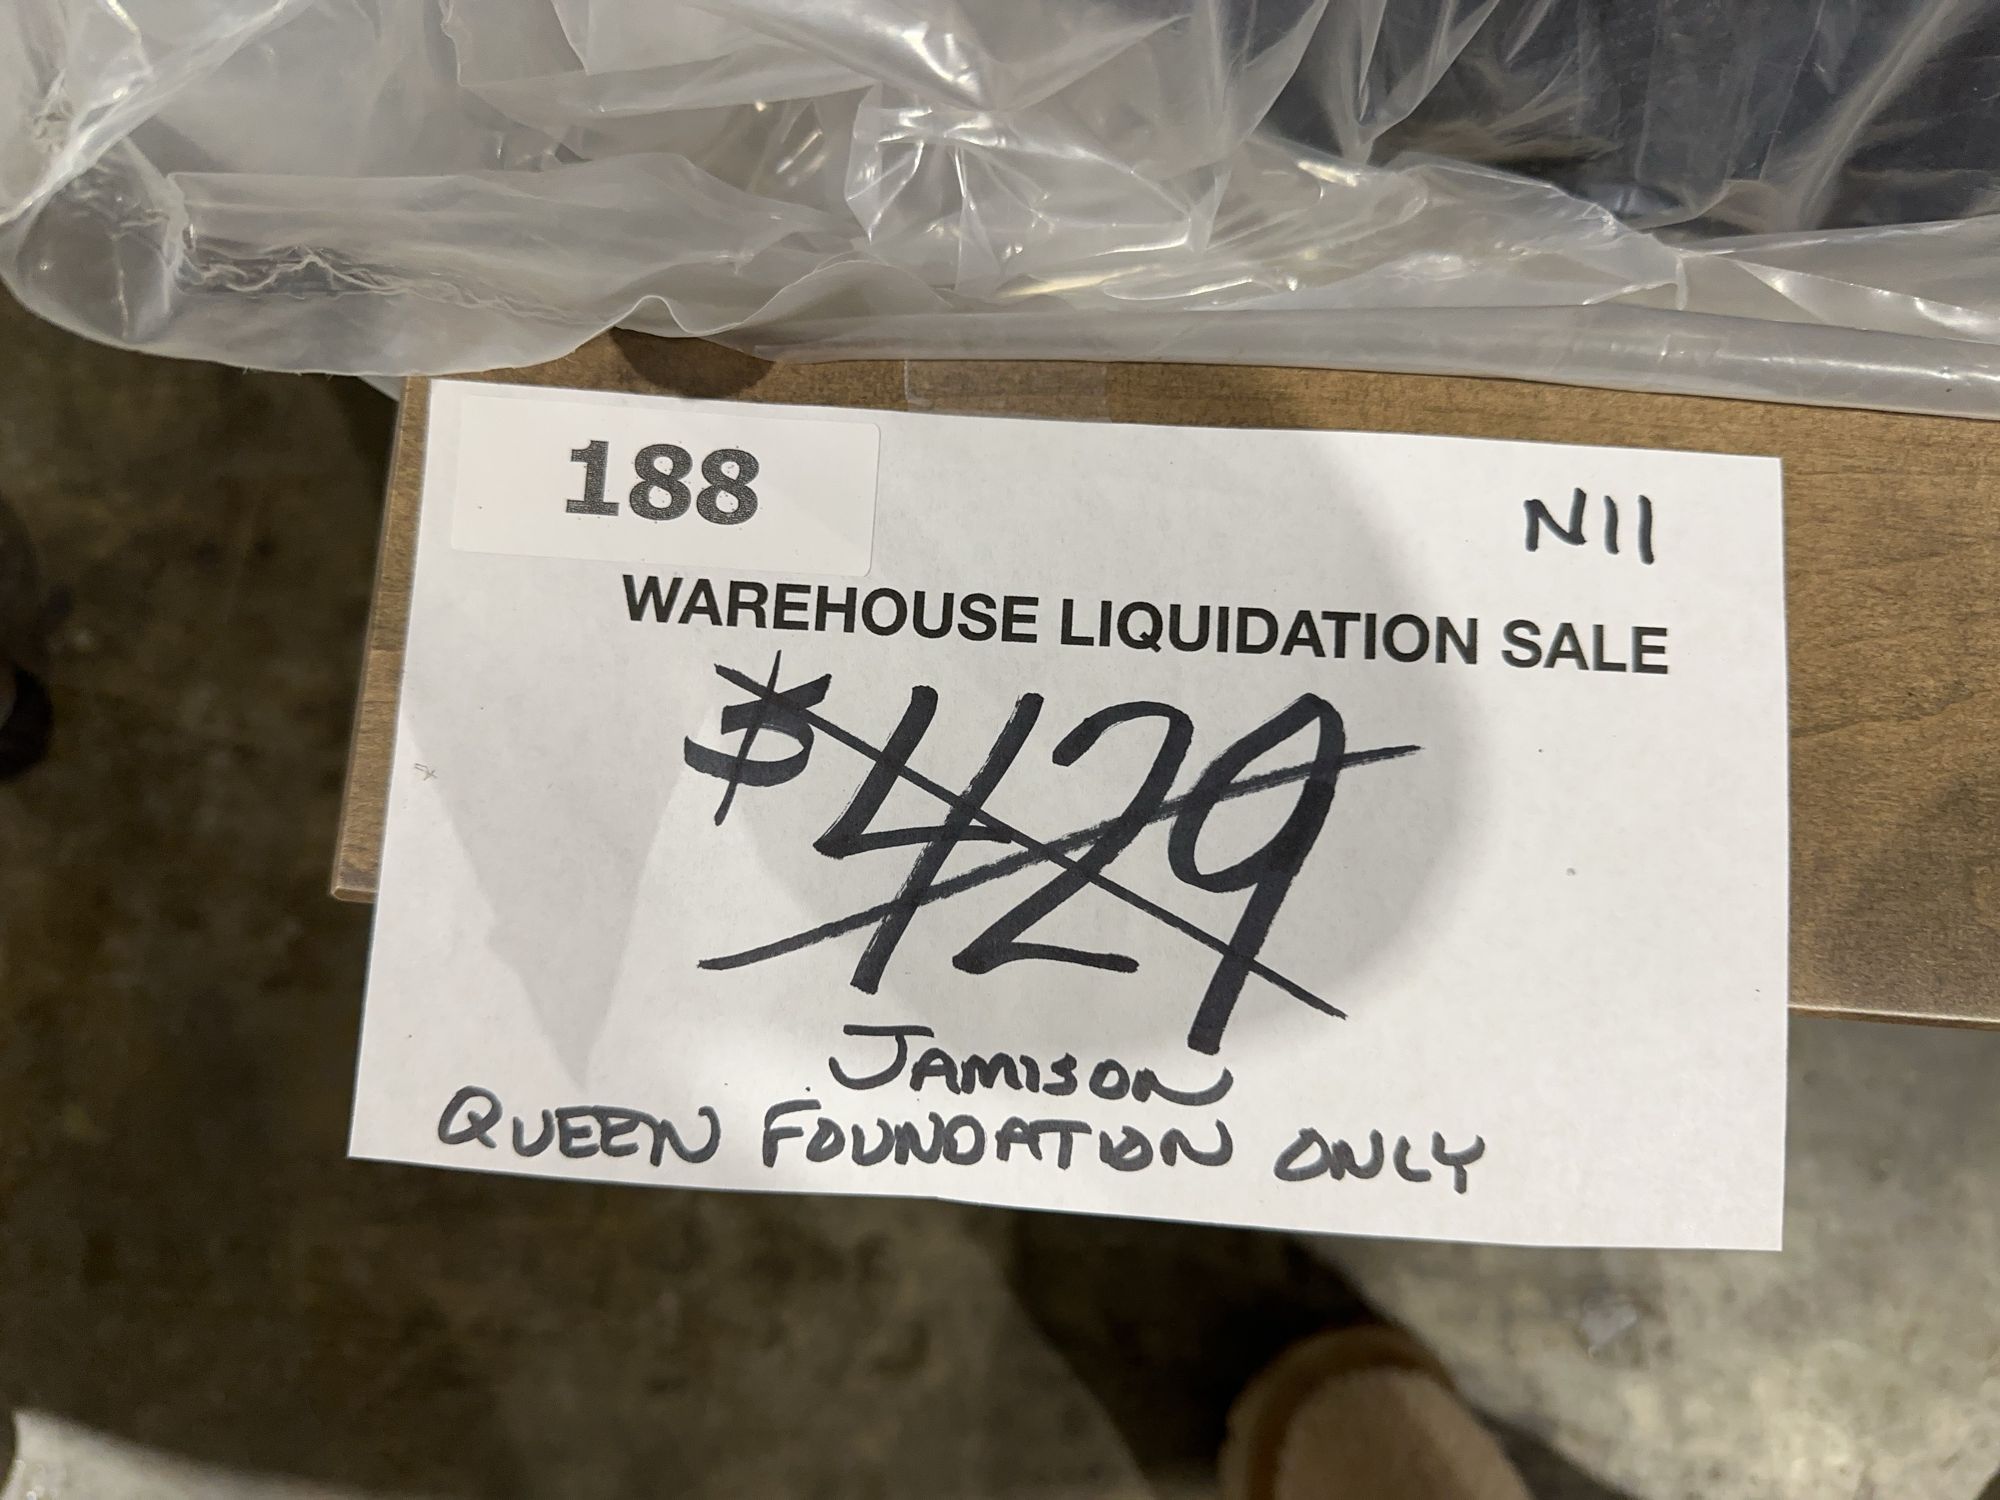 188
N11
WAREHOUSE LIQUIDATION SALE
$429
JAMISON
QUEEN FOUNDATION ONLY